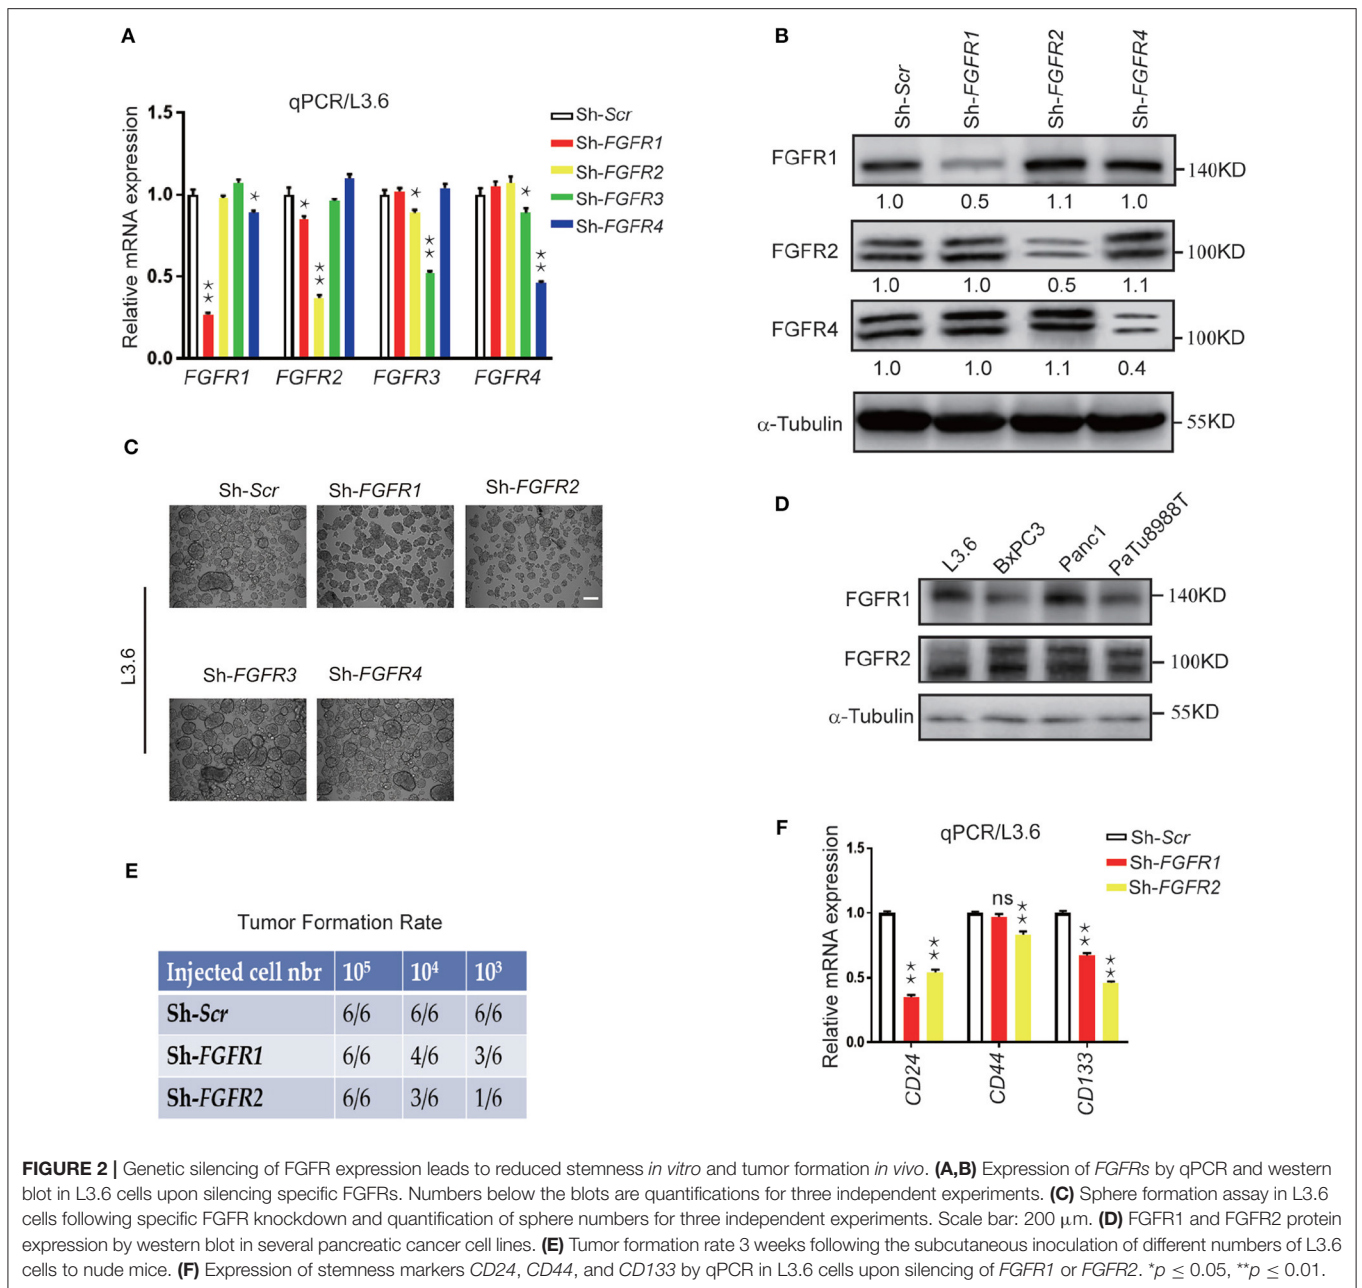 A
qPCR/L3.6
Relative mRNA expression
1.5
1.0
0.5
0.0
Sh-Scr
Sh-FGFR1
Sh-FGFR2
Sh-FGFR3
Sh-FGFR4
*
**
*
**
*
**
*
**
FGFR1 FGFR2 FGFR3 FGFR4
B
Sh-Scr Sh-FGFR1 Sh-FGFR2 Sh-FGFR4
FGFR1 140KD
1.0 0.5 1.1 1.0
FGFR2 100KD
1.0 1.0 0.5 1.1
FGFR4 100KD
1.0 1.0 1.1 0.4
α-Tubulin 55KD
C
Sh-Scr Sh-FGFR1 Sh-FGFR2
L3.6
Sh-FGFR3 Sh-FGFR4
D
L3.6 BxPC3 Panc1 PaTu8988T
FGFR1 140KD
FGFR2 100KD
α-Tubulin 55KD
E
Tumor Formation Rate
Injected cell nbr 10⁵ 10⁴ 10³
Sh-Scr 6/6 6/6 6/6
Sh-FGFR1 6/6 4/6 3/6
Sh-FGFR2 6/6 3/6 1/6
F
qPCR/L3.6
Relative mRNA expression
1.5
1.0
0.5
0.0
Sh-Scr
Sh-FGFR1
Sh-FGFR2
** ** ns ** ** **
CD24 CD44 CD133
FIGURE 2 | Genetic silencing of FGFR expression leads to reduced stemness in vitro and tumor formation in vivo. (A,B) Expression of FGFRs by qPCR and western
blot in L3.6 cells upon silencing specific FGFRs. Numbers below the blots are quantifications for three independent experiments. (C) Sphere formation assay in L3.6
cells following specific FGFR knockdown and quantification of sphere numbers for three independent experiments. Scale bar: 200 μm. (D) FGFR1 and FGFR2 protein
expression by western blot in several pancreatic cancer cell lines. (E) Tumor formation rate 3 weeks following the subcutaneous inoculation of different numbers of L3.6
cells to nude mice. (F) Expression of stemness markers CD24, CD44, and CD133 by qPCR in L3.6 cells upon silencing of FGFR1 or FGFR2. *p ≤ 0.05, **p ≤ 0.01.